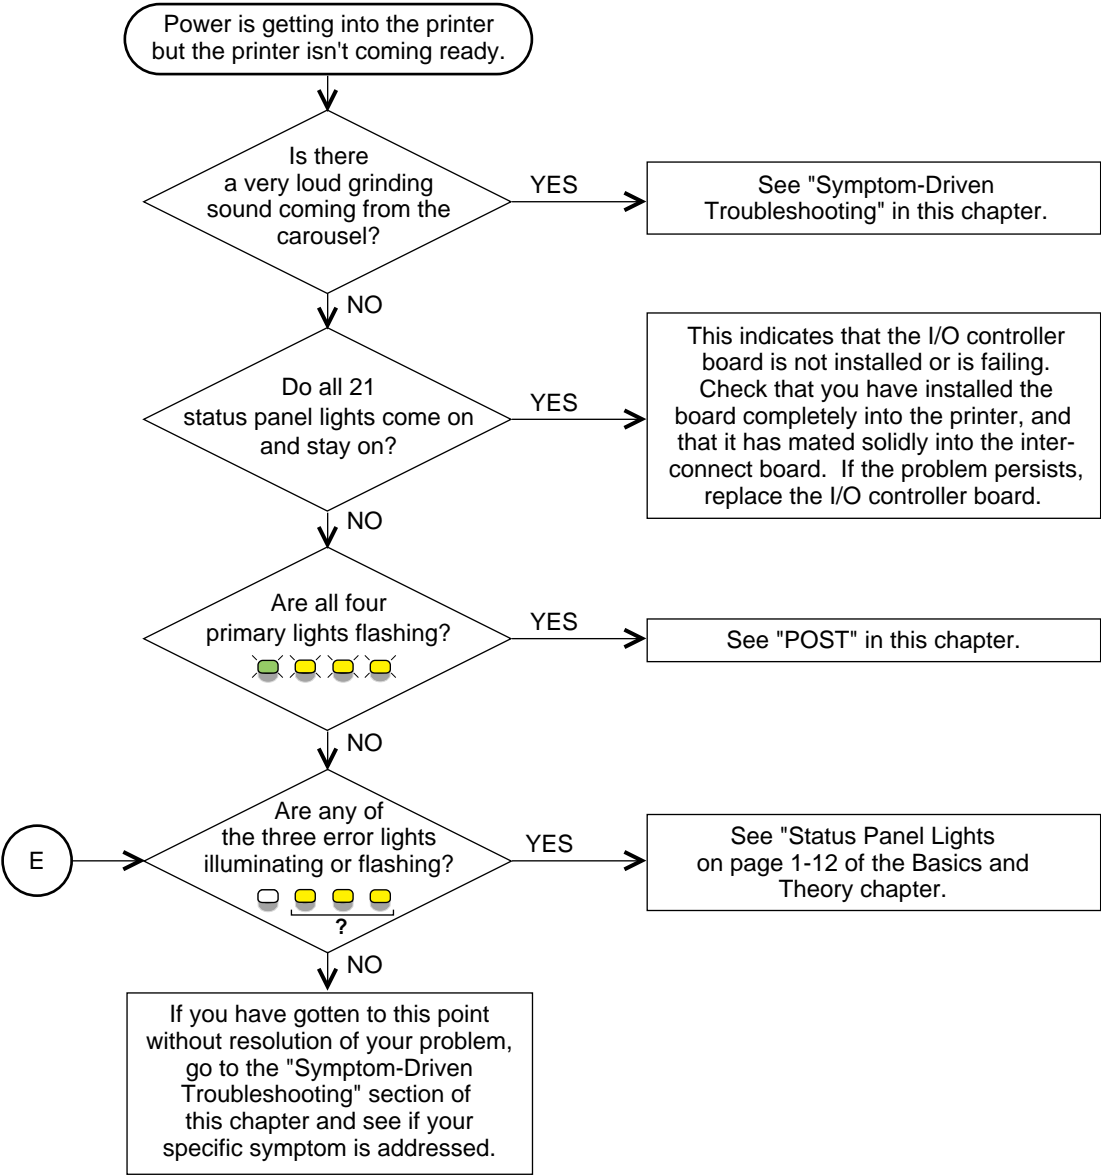 Power is getting into the printer
but the printer isn't coming ready.
Is there
a very loud grinding
sound coming from the
carousel?
YES
See "Symptom-Driven
Troubleshooting" in this chapter.
NO
Do all 21
status panel lights come on
and stay on?
YES
This indicates that the I/O controller
board is not installed or is failing.
Check that you have installed the
board completely into the printer, and
that it has mated solidly into the inter-
connect board.  If the problem persists,
replace the I/O controller board.
NO
Are all four
primary lights flashing?
YES
See "POST" in this chapter.
NO
E
Are any of
the three error lights
illuminating or flashing?
?
YES
See "Status Panel Lights
on page 1-12 of the Basics and
Theory chapter.
NO
If you have gotten to this point
without resolution of your problem,
go to the "Symptom-Driven
Troubleshooting" section of
this chapter and see if your
specific symptom is addressed.